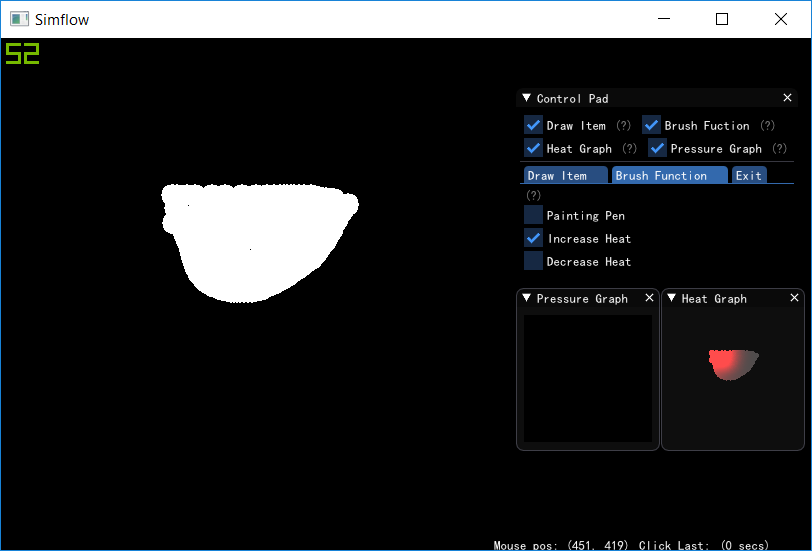 Simflow
52
Control Pad
Draw Item (?) Brush Fuction (?)
Heat Graph (?) Pressure Graph (?)
Draw Item Brush Function Exit
(?)
Painting Pen
Increase Heat
Decrease Heat
Pressure Graph Heat Graph
Mouse pos: (451, 419) Click Last: (0 secs)